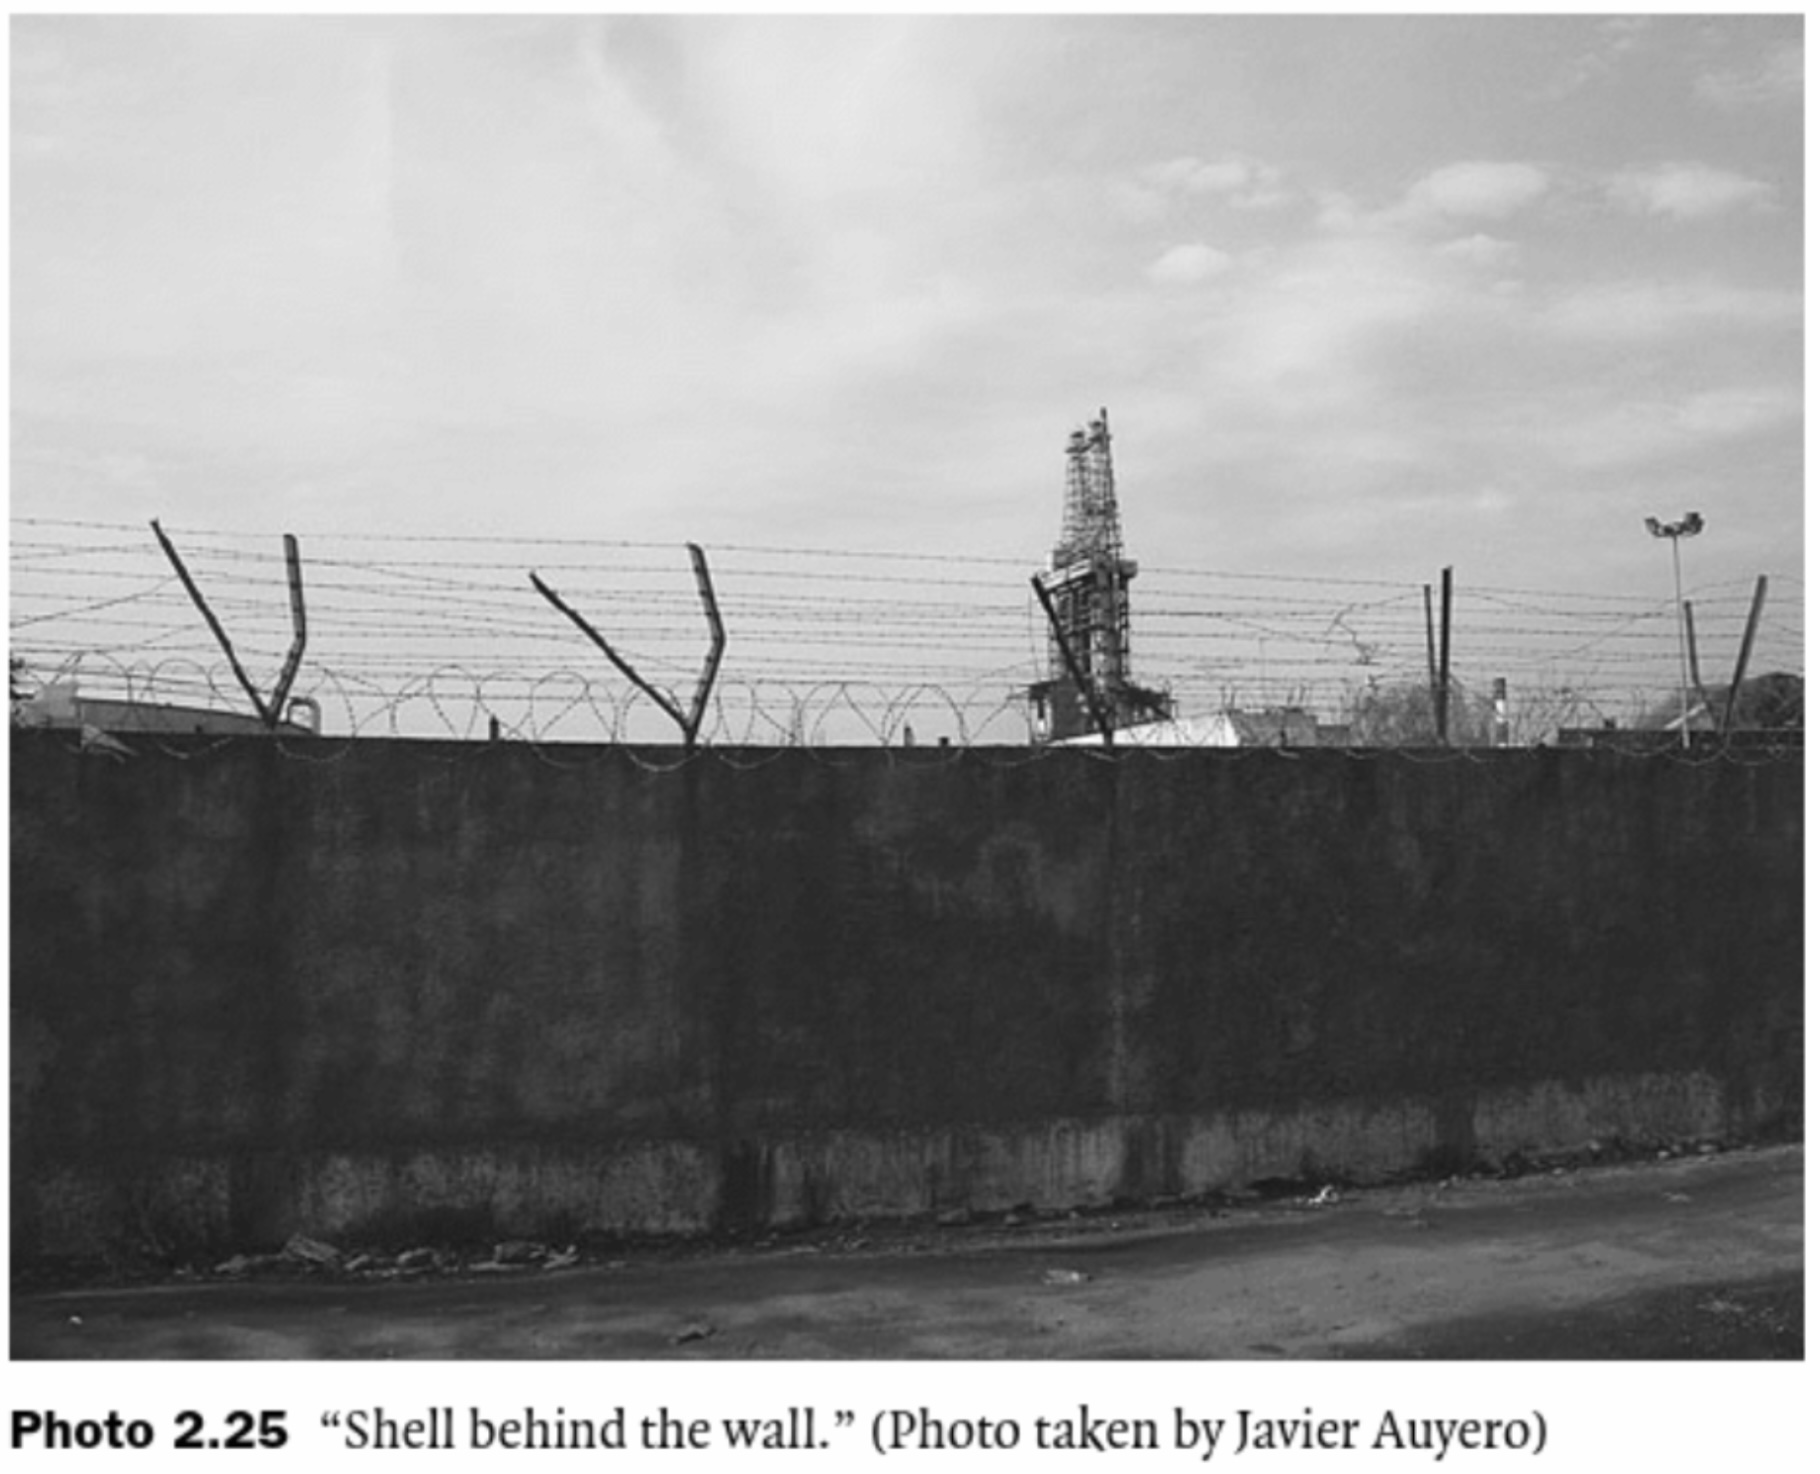 Photo 2.25 “Shell behind the wall.” (Photo taken by Javier Auyero)